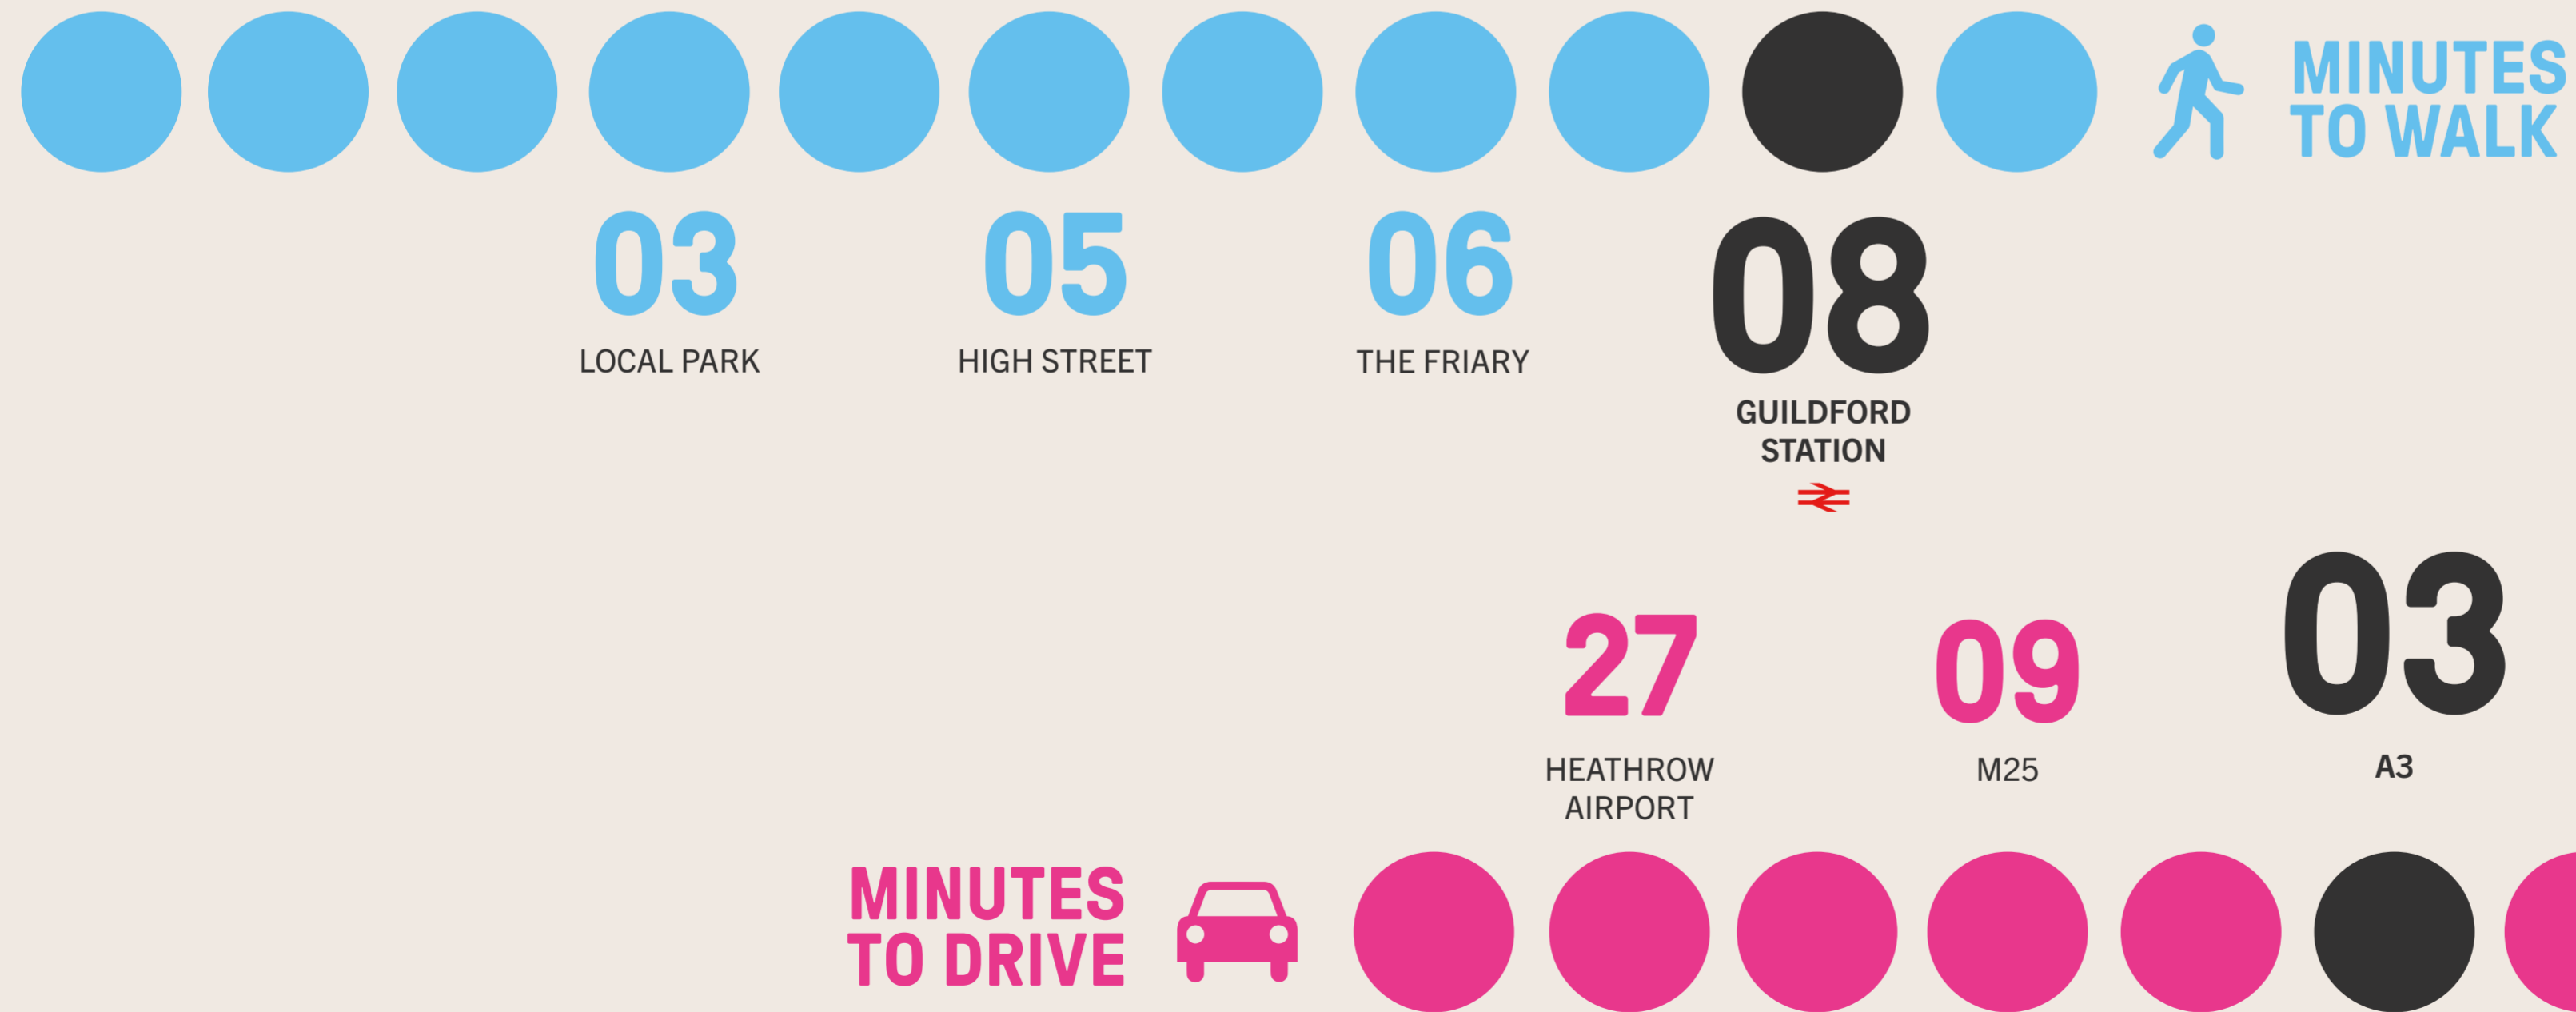 MINUTES
TO WALK
03
LOCAL PARK
05
HIGH STREET
06
THE FRIARY
08
GUILDFORD
STATION
27
HEATHROW
AIRPORT
09
M25
03
A3
MINUTES
TO DRIVE